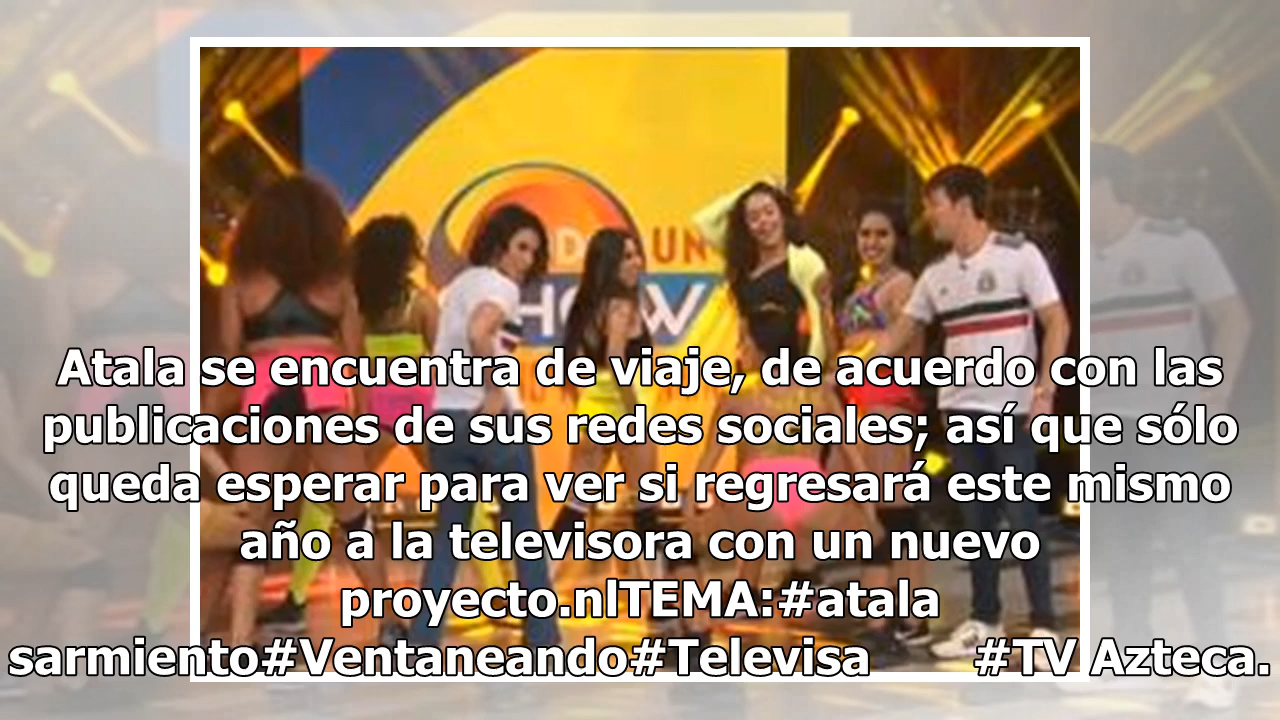 UN
HOW
Atala se encuentra de viaje, de acuerdo con las
publicaciones de sus redes sociales; así que sólo
queda esperar para ver si regresará este mismo
año a la televisora con un nuevo
proyecto.nlTEMA:#atala
sarmiento#Ventaneando#Televisa #TV Azteca.